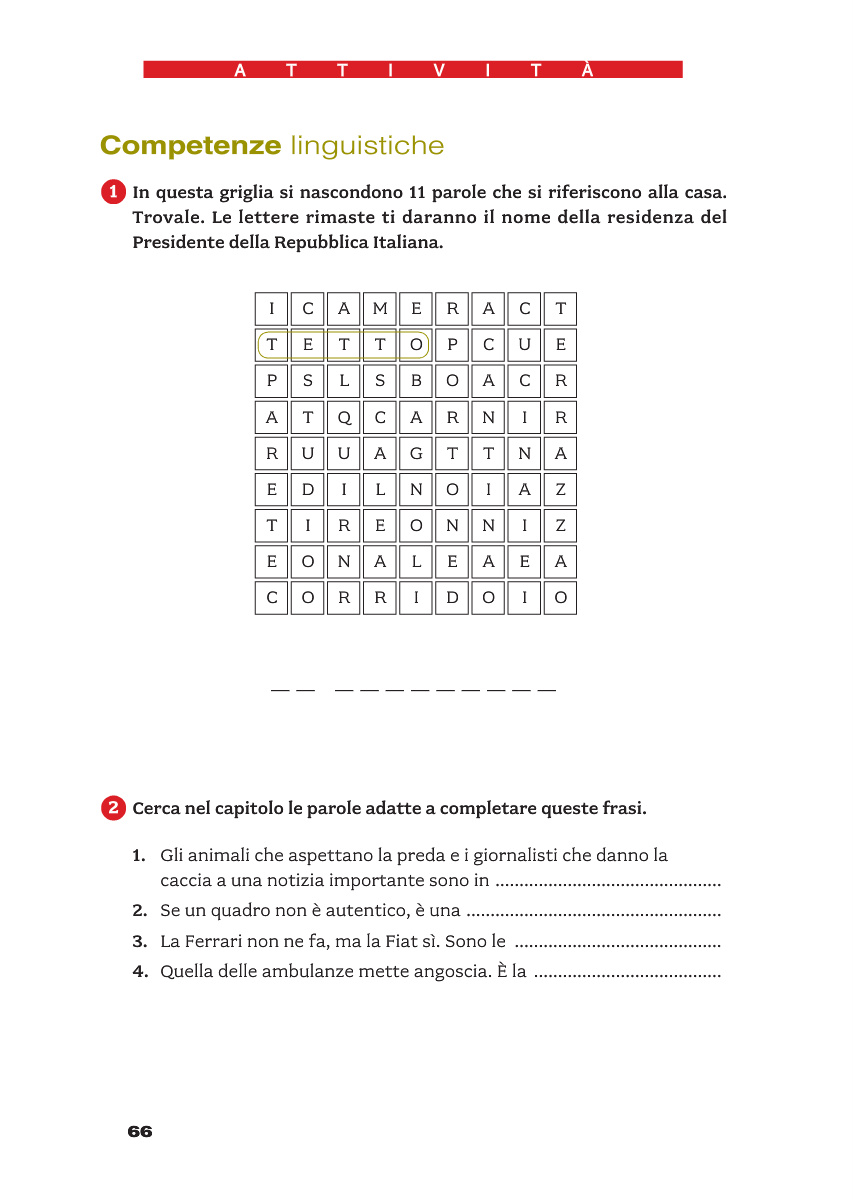 A T T I V I T À
Competenze linguistiche
1 In questa griglia si nascondono 11 parole che si riferiscono alla casa.
Trovale. Le lettere rimaste ti daranno il nome della residenza del
Presidente della Repubblica Italiana.
I C A M E R A C T
T E T T O P C U E
P S L S B O A C R
A T Q C A R N I R
R U U A G T T N A
E D I L N O I A Z
T I R E O N N I Z
E O N A L E A E A
C O R R I D O I O
__ __ __ __ __ __ __ __ __ __ __
2 Cerca nel capitolo le parole adatte a completare queste frasi.
1. Gli animali che aspettano la preda e i giornalisti che danno la
caccia a una notizia importante sono in ...............................................
2. Se un quadro non è autentico, è una .....................................................
3. La Ferrari non ne fa, ma la Fiat sì. Sono le ...........................................
4. Quella delle ambulanze mette angoscia. È la .......................................
66